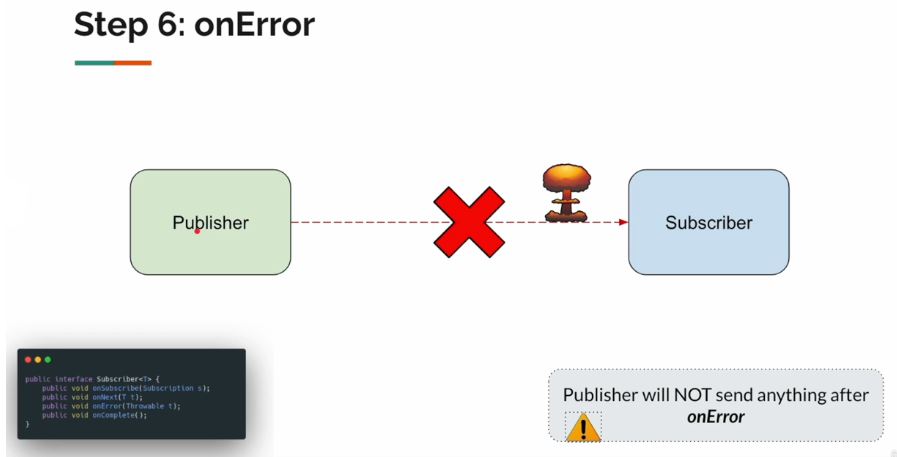 Step 6: onError
Publisher
Subscriber
public interface Subscriber<T> {
    public void onSubscribe(Subscription s);
    public void onNext(T t);
    public void onError(Throwable t);
    public void onComplete();
}
Publisher will NOT send anything after
onError